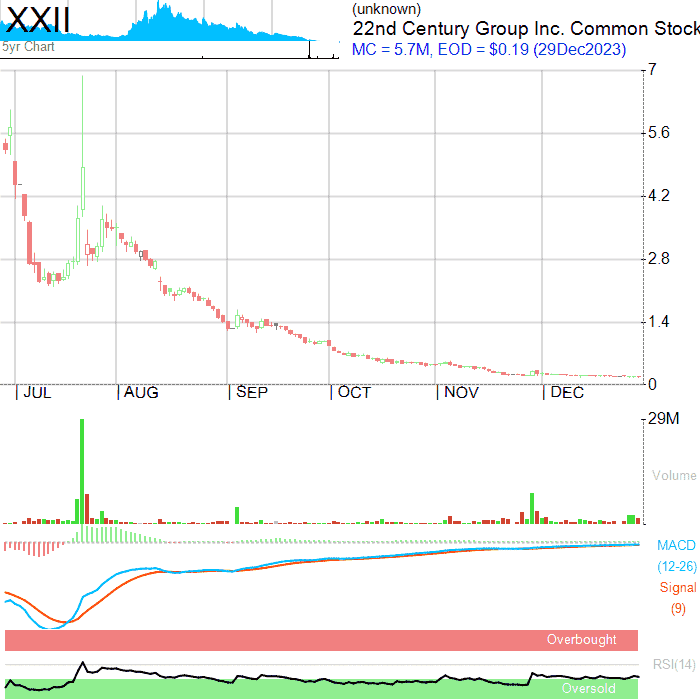 XXII
5yr Chart
(unknown)
22nd Century Group Inc. Common Stock
MC = 5.7M, EOD = $0.19 (29Dec2023)
7
5.6
4.2
2.8
1.4
0
JUL AUG SEP OCT NOV DEC
29M
Volume
MACD
(12-26)
Signal
(9)
Overbought
RSI(14)
Oversold